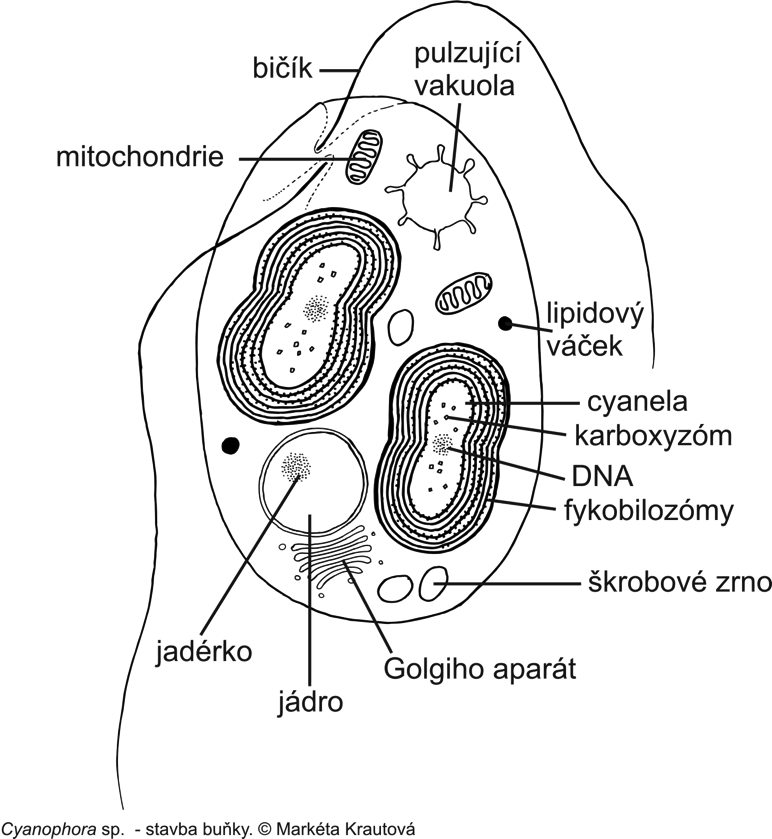 bičík
pulzující
vakuola
mitochondrie
lipidový
váček
cyanela
karboxyzóm
DNA
fykobilozómy
škrobové zrno
jadérko
Golgiho aparát
jádro
Cyanophora sp.  - stavba buňky. © Markéta Krautová